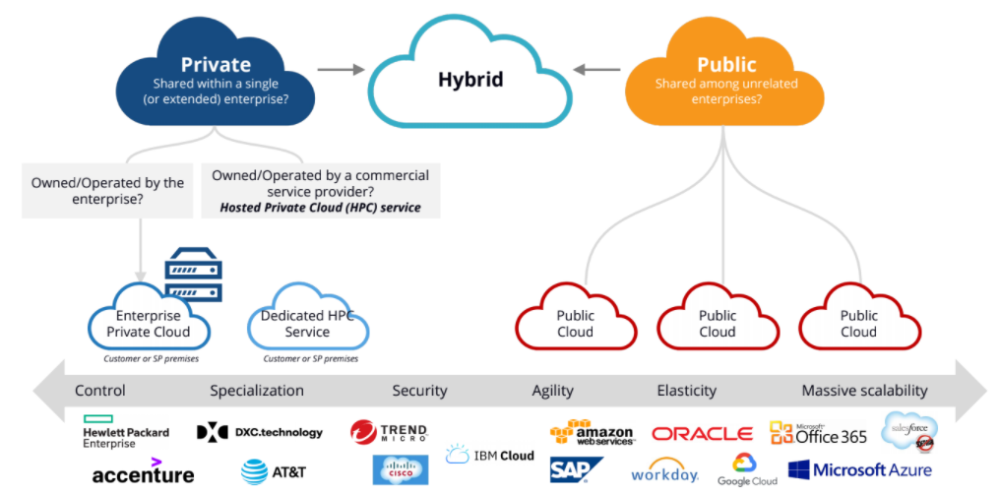 Private
Shared within a single
(or extended) enterprise?
Hybrid
Public
Shared among unrelated
enterprises?
Owned/Operated by the
enterprise?
Owned/Operated by a commercial
service provider?
Hosted Private Cloud (HPC) service
Enterprise
Private Cloud
Customer or SP premises
Dedicated HPC
Service
Customer or SP premises
Public
Cloud
Public
Cloud
Public
Cloud
Control
Specialization
Security
Agility
Elasticity
Massive scalability
Hewlett Packard
Enterprise
DXC.technology
TREND
MICRO
IBM Cloud
amazon
web services
ORACLE
Microsoft
Office 365
salesforce
accenture
AT&T
CISCO
SAP
workday.
Google Cloud
Microsoft Azure